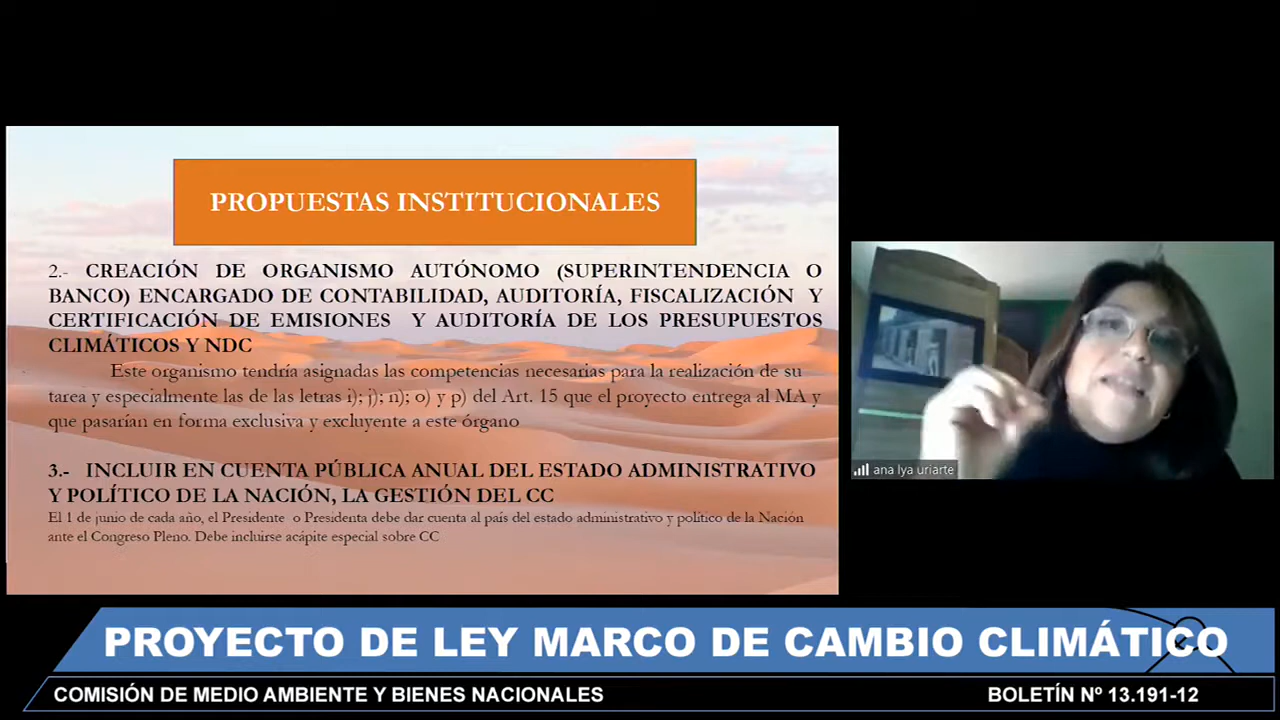 PROPUESTAS INSTITUCIONALES
2.- CREACIÓN DE ORGANISMO AUTÓNOMO (SUPERINTENDENCIA O
BANCO) ENCARGADO DE CONTABILIDAD, AUDITORÍA, FISCALIZACIÓN Y
CERTIFICACIÓN DE EMISIONES Y AUDITORÍA DE LOS PRESUPUESTOS
CLIMÁTICOS Y NDC
Este organismo tendría asignadas las competencias necesarias para la realización de su
tarea y especialmente las de las letras i); j); n); o) y p) del Art. 15 que el proyecto entrega al MA y
que pasarían en forma exclusiva y excluyente a este órgano
3.- INCLUIR EN CUENTA PÚBLICA ANUAL DEL ESTADO ADMINISTRATIVO
Y POLÍTICO DE LA NACIÓN, LA GESTIÓN DEL CC
El 1 de junio de cada año, el Presidente o Presidenta debe dar cuenta al país del estado administrativo y político de la Nación
ante el Congreso Pleno. Debe incluirse acápite especial sobre CC
ana lya uriarte
PROYECTO DE LEY MARCO DE CAMBIO CLIMÁTICO
COMISIÓN DE MEDIO AMBIENTE Y BIENES NACIONALES
BOLETÍN Nº 13.191-12